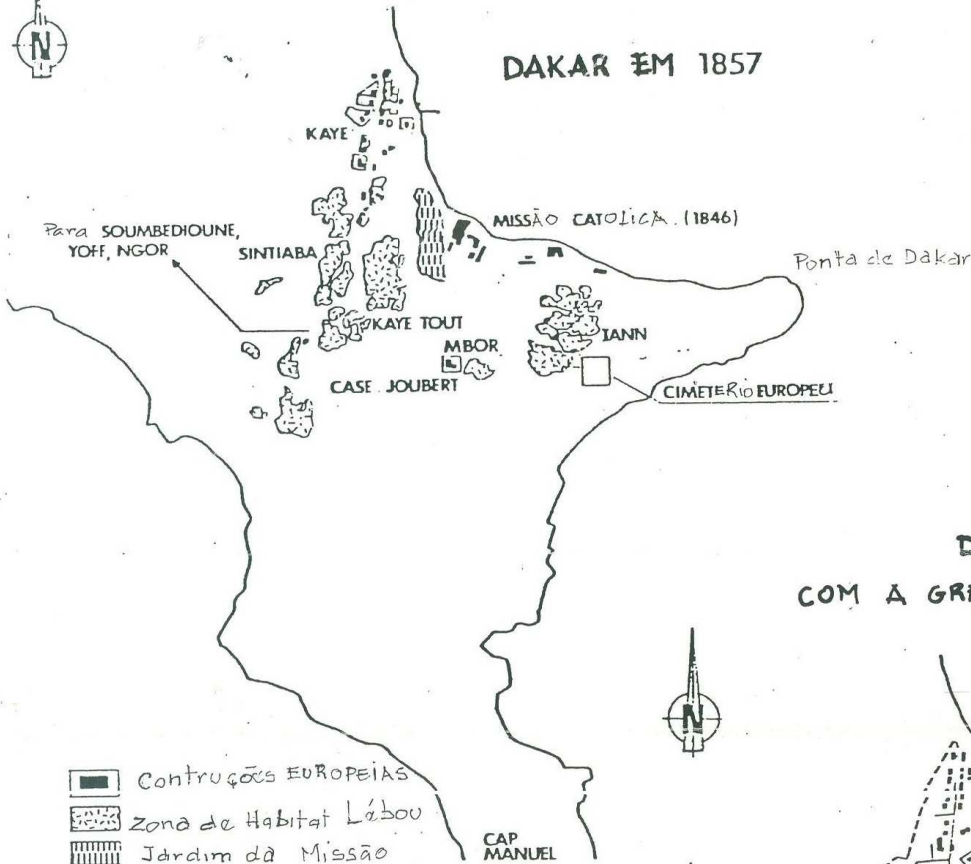 N
DAKAR EM 1857
KAYE
MISSÃO CATOLICA. (1846)
Para SOUMBEDIOUNE,
YOFF, NGOR
SINTIABA
Ponta de Dakar
KAYE TOUT
IANN
MBOR
CASE JOUBERT
CIMETERIO EUROPEU
D
COM A GRE
N
Contruções EUROPEIAS
Zona de Habitat Lébou
Jardim da Missão
CAP
MANUEL